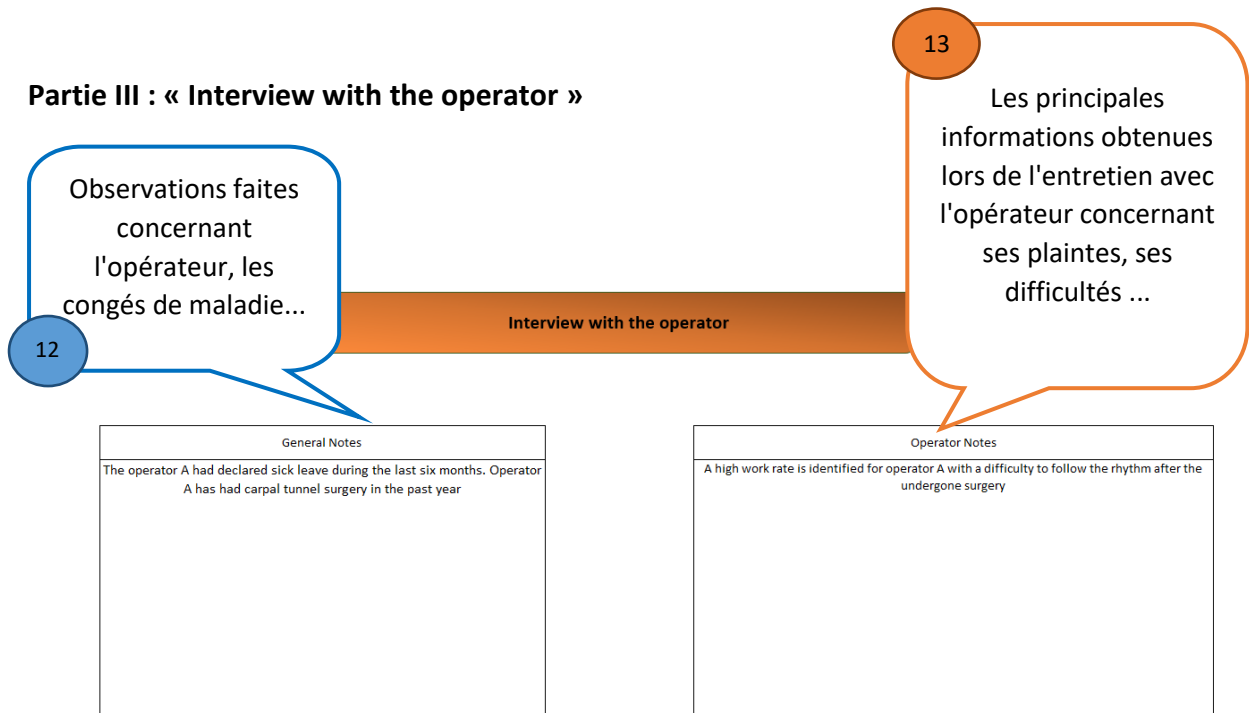 13
Partie III : « Interview with the operator »
Les principales
informations obtenues
lors de l'entretien avec
l'opérateur concernant
ses plaintes, ses
difficultés ...
Observations faites
concernant
l'opérateur, les
congés de maladie...
12
Interview with the operator
General Notes
The operator A had declared sick leave during the last six months. Operator
A has had carpal tunnel surgery in the past year
Operator Notes
A high work rate is identified for operator A with a difficulty to follow the rhythm after the
undergone surgery